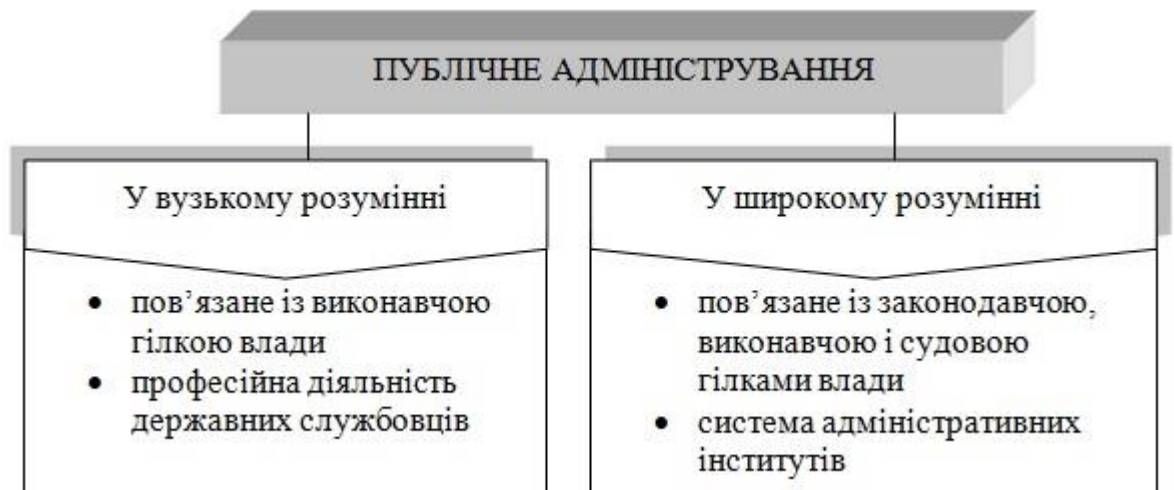 ПУБЛІЧНЕ АДМІНІСТРУВАННЯ
У вузькому розумінні
• пов’язане із виконавчою
гілкою влади
• професійна діяльність
державних службовців
У широкому розумінні
• пов’язане із законодавчою,
виконавчою і судовою
гілками влади
• система адміністративних
інститутів